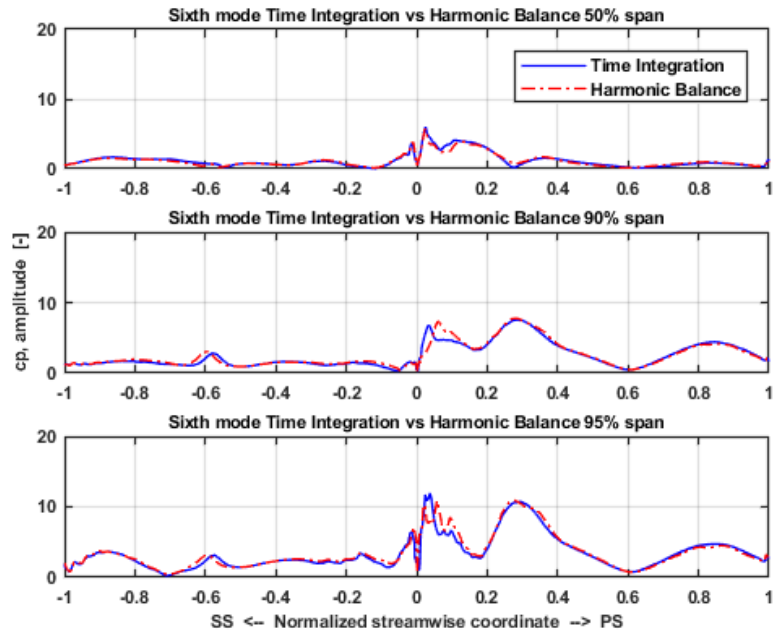 Sixth mode Time Integration vs Harmonic Balance 50% span
20
10
0
Time Integration
Harmonic Balance
-1 -0.8 -0.6 -0.4 -0.2 0 0.2 0.4 0.6 0.8 1
Sixth mode Time Integration vs Harmonic Balance 90% span
cp, amplitude [-]
20
10
0
-1 -0.8 -0.6 -0.4 -0.2 0 0.2 0.4 0.6 0.8 1
Sixth mode Time Integration vs Harmonic Balance 95% span
20
10
0
-1 -0.8 -0.6 -0.4 -0.2 0 0.2 0.4 0.6 0.8 1
SS <-- Normalized streamwise coordinate --> PS